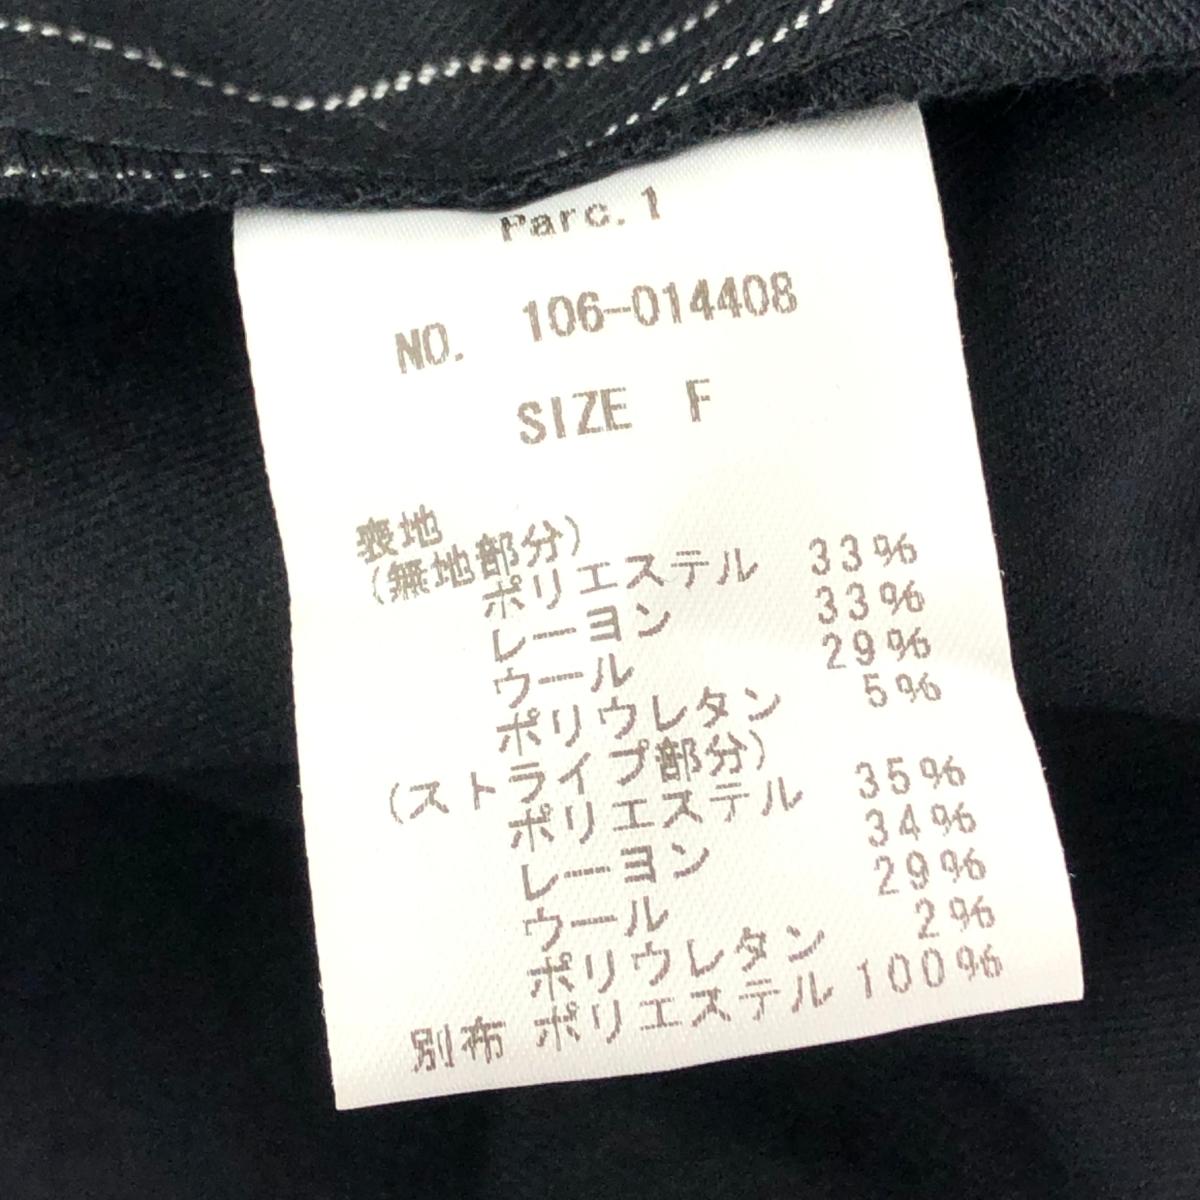 Parc.1
NO. 106-014408
SIZE F
表地
(無地部分)
ポリエステル 33%
レーヨン 33%
ウール 29%
ポリウレタン 5%
(ストライプ部分)
ポリエステル 35%
レーヨン 34%
ウール 29%
ポリウレタン 2%
別布 ポリエステル 100%